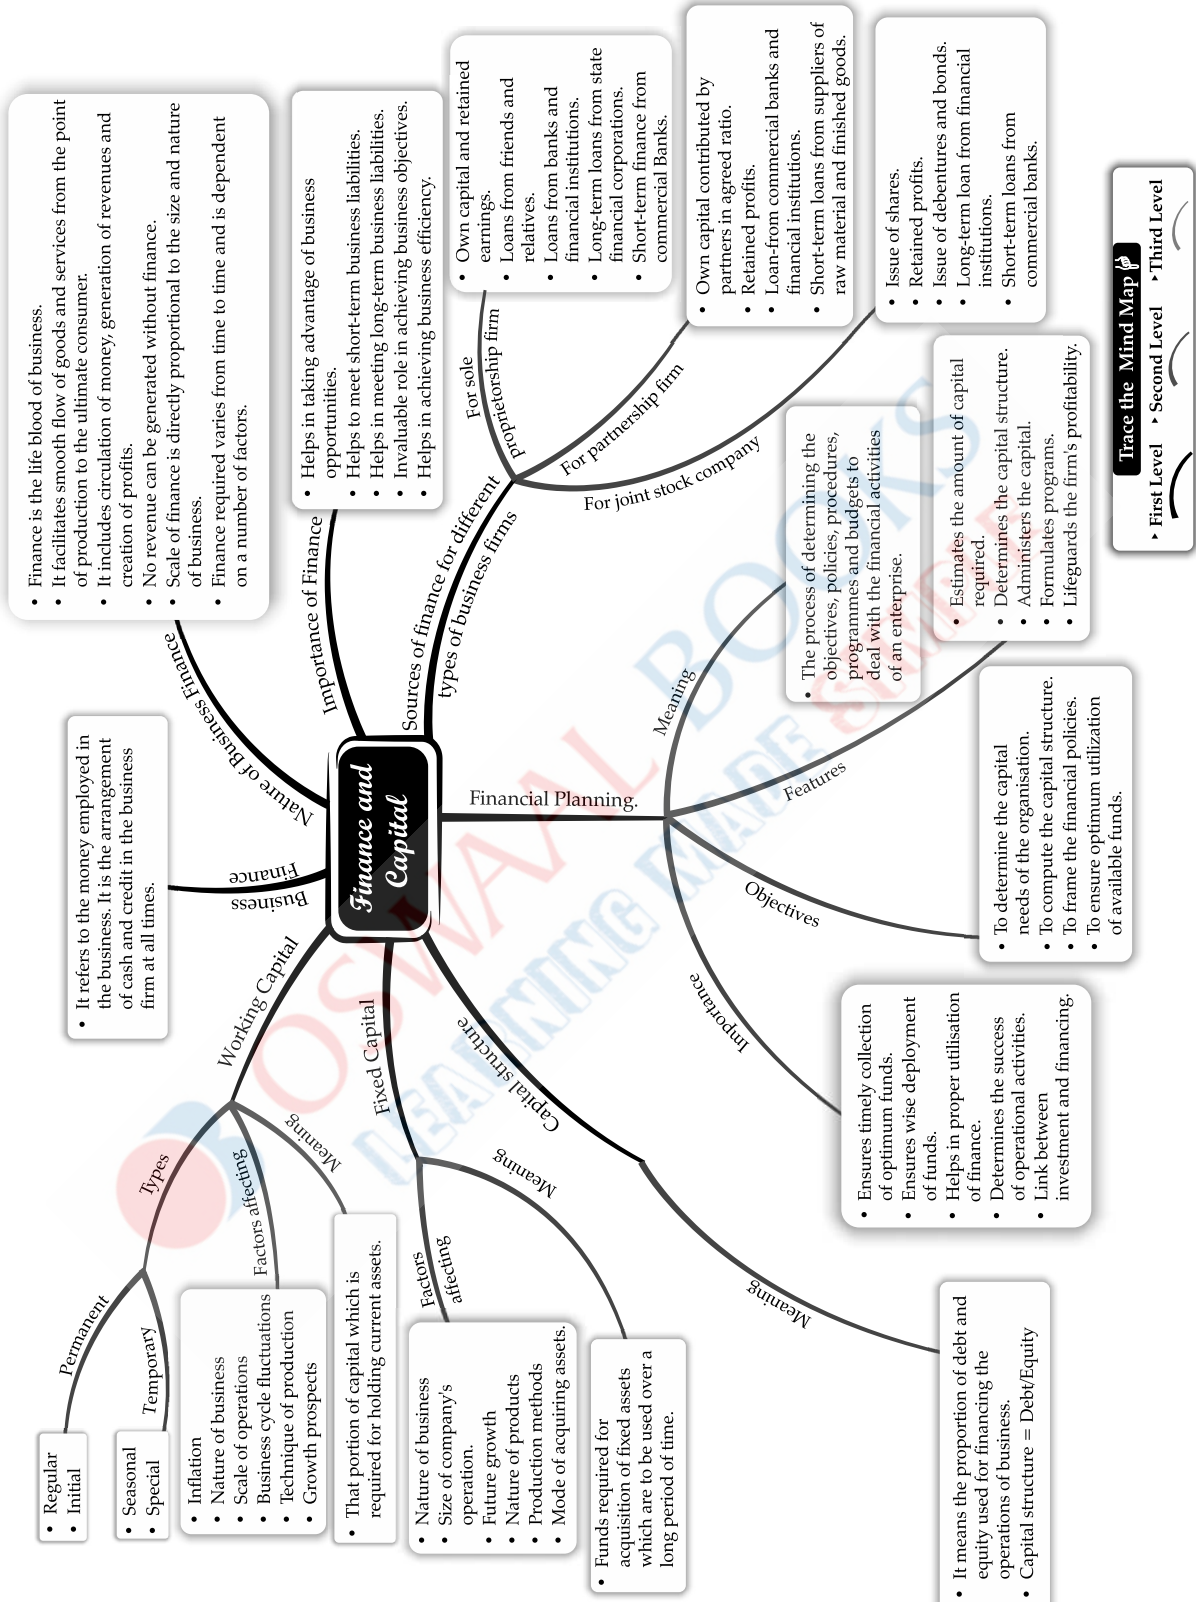 Finance and
Capital
Business
Finance
• It refers to the money employed in
the business. It is the arrangement
of cash and credit in the business
firm at all times.
Nature of Business Finance
• Finance is the life blood of business.
• It facilitates smooth flow of goods and services from the point
of production to the ultimate consumer.
• It includes circulation of money, generation of revenues and
creation of profits.
• No revenue can be generated without finance.
• Scale of finance is directly proportional to the size and nature
of business.
• Finance required varies from time to time and is dependent
on a number of factors.
Importance of Finance
• Helps in taking advantage of business
opportunities.
• Helps to meet short-term business liabilities.
• Helps in meeting long-term business liabilities.
• Invaluable role in achieving business objectives.
• Helps in achieving business efficiency.
Sources of finance for different
types of business firms
For sole
proprietorship firm
• Own capital and retained
earnings.
• Loans from friends and
relatives.
• Loans from banks and
financial institutions.
• Long-term loans from state
financial corporations.
• Short-term finance from
commercial Banks.
For partnership firm
• Own capital contributed by
partners in agreed ratio.
• Retained profits.
• Loan-from commercial banks and
financial institutions.
• Short-term loans from suppliers of
raw material and finished goods.
For joint stock company
• Issue of shares.
• Retained profits.
• Issue of debentures and bonds.
• Long-term loan from financial
institutions.
• Short-term loans from
commercial banks.
Financial Planning.
Meaning
• The process of determining the
objectives, policies, procedures,
programmes and budgets to
deal with the financial activities
of an enterprise.
Features
• Estimates the amount of capital
required.
• Determines the capital structure.
• Administers the capital.
• Formulates programs.
• Lifeguards the firm's profitability.
Objectives
• To determine the capital
needs of the organisation.
• To compute the capital structure.
• To frame the financial policies.
• To ensure optimum utilization
of available funds.
Importance
• Ensures timely collection
of optimum funds.
• Ensures wise deployment
of funds.
• Helps in proper utilisation
of finance.
• Determines the success
of operational activities.
• Link between
investment and financing.
Capital structure
Meaning
• It means the proportion of debt and
equity used for financing the
operations of business.
• Capital structure = Debt/Equity
Fixed Capital
Meaning
• Funds required for
acquisition of fixed assets
which are to be used over a
long period of time.
Factors
affecting
• Nature of business
• Size of company's
operation.
• Future growth
• Nature of products
• Production methods
• Mode of acquiring assets.
Working Capital
Meaning
• That portion of capital which is
required for holding current assets.
Factors affecting
• Inflation
• Nature of business
• Scale of operations
• Business cycle fluctuations
• Technique of production
• Growth prospects
Types
Temporary
• Seasonal
• Special
Permanent
• Regular
• Initial
Trace the Mind Map
▸ First Level ▸ Second Level ▸ Third Level
OSWAAL BOOKS
LEARNING MADE SIMPLE